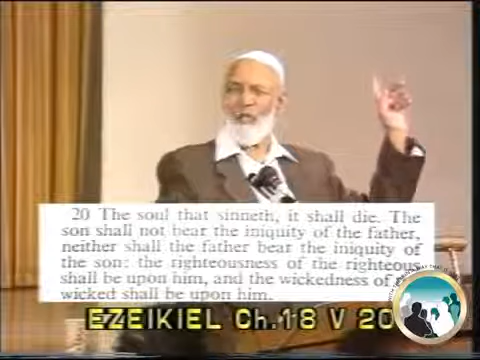 20 The soul that sinneth, it shall die. The
son shall not bear the iniquity of the father,
neither shall the father bear the iniquity of
the son: the righteousness of the righteous
shall be upon him, and the wickedness of
wicked shall be upon him.
EZEIKIEL Ch.18 V 20